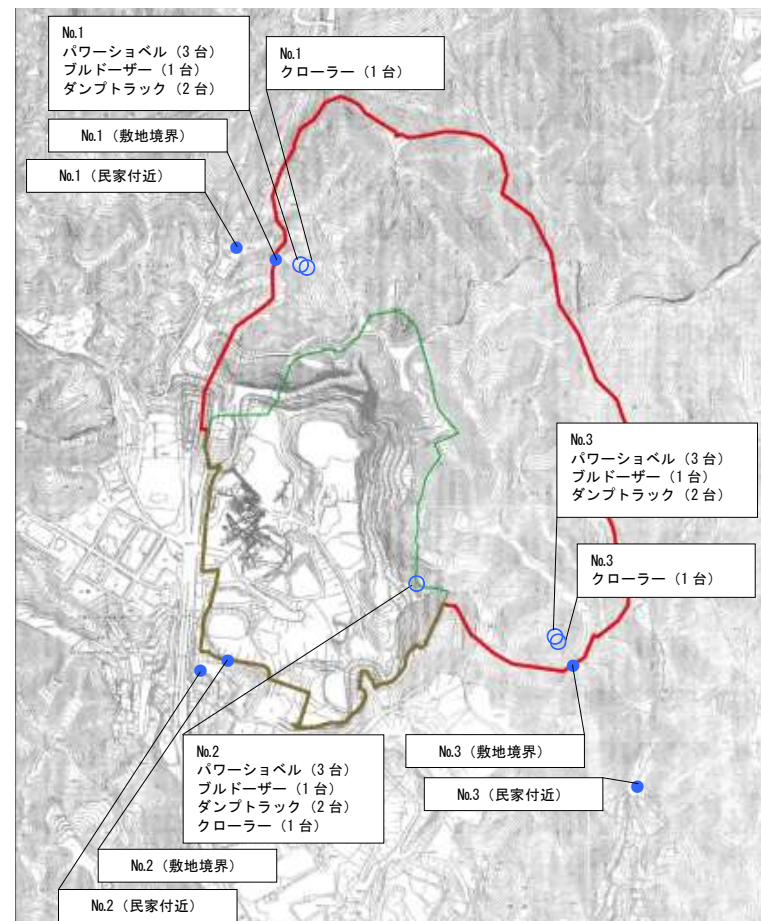 No.1
パワーショベル（3 台）
ブルドーザー（1 台）
ダンプトラック（2 台）
No.1
クローラー（1 台）
No.1（敷地境界）
No.1（民家付近）
No.3
パワーショベル（3 台）
ブルドーザー（1 台）
ダンプトラック（2 台）
No.3
クローラー（1 台）
No.2
パワーショベル（3 台）
ブルドーザー（1 台）
ダンプトラック（2 台）
クローラー（1 台）
No.3（敷地境界）
No.3（民家付近）
No.2（敷地境界）
No.2（民家付近）